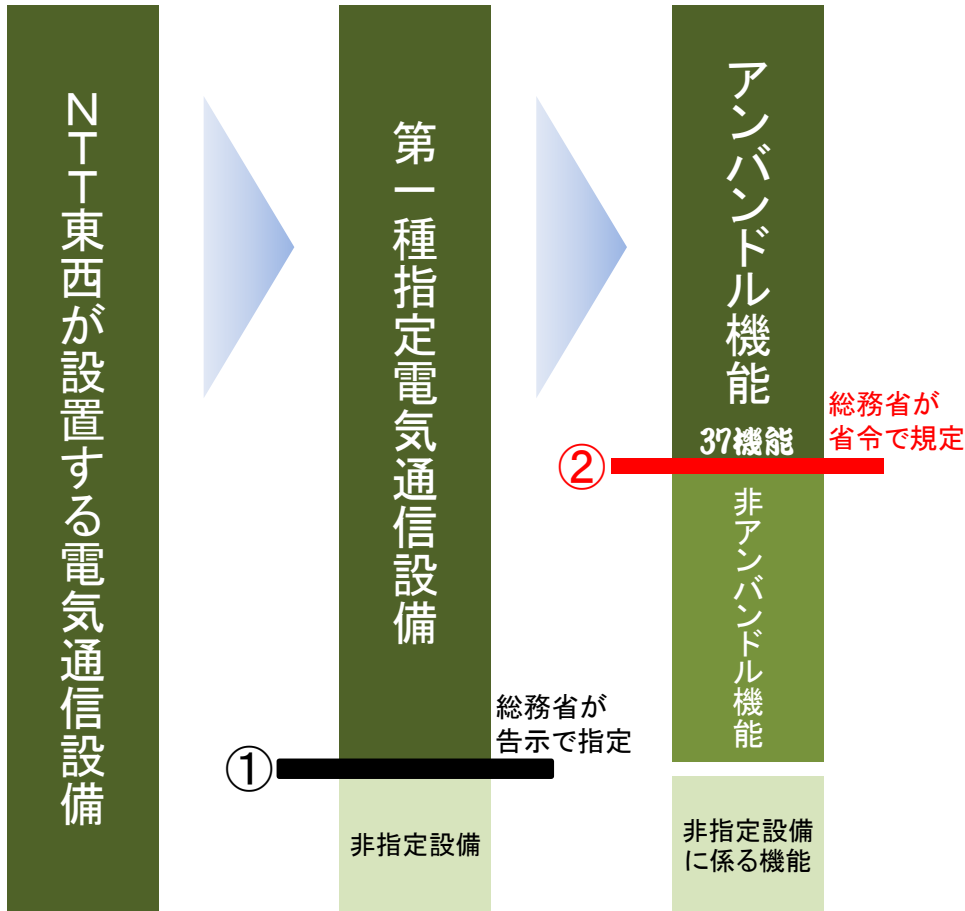 NTT東西が設置する電気通信設備
第一種指定電気通信設備
①
総務省が
告示で指定
非指定設備
アンバンドル機能
37機能
②
総務省が
省令で規定
非アンバンドル機能
非指定設備
に係る機能